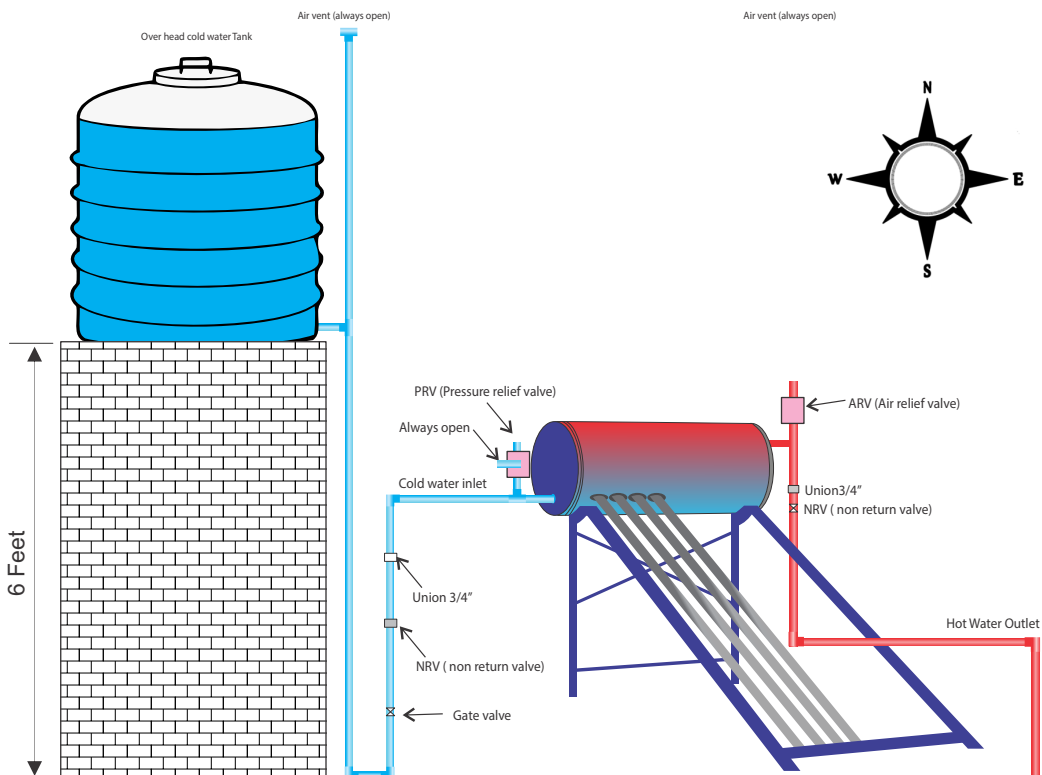 Air vent (always open)
Air vent (always open)
Over head cold water Tank
N
W
E
S
PRV (Pressure relief valve)
ARV (Air relief valve)
Always open
Cold water inlet
Union3/4”
NRV ( non return valve)
6 Feet
Union 3/4”
Hot Water Outlet
NRV ( non return valve)
Gate valve